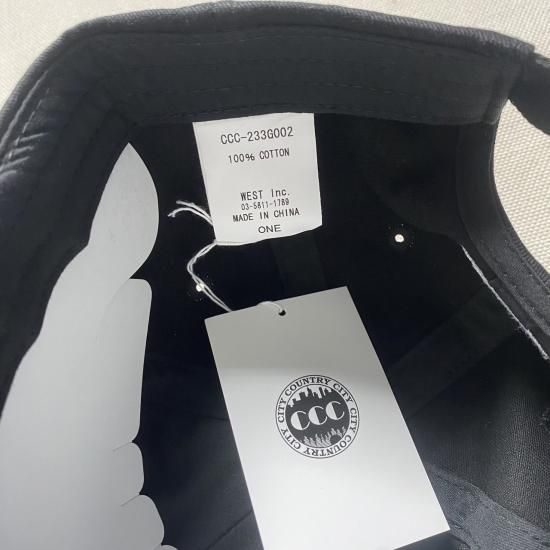 CCC-233G002
100% COTTON
WEST Inc.
03-5811-1789
MADE IN CHINA
ONE
CITY COUNTRY CITY
CCC
CITY COUNTRY CITY